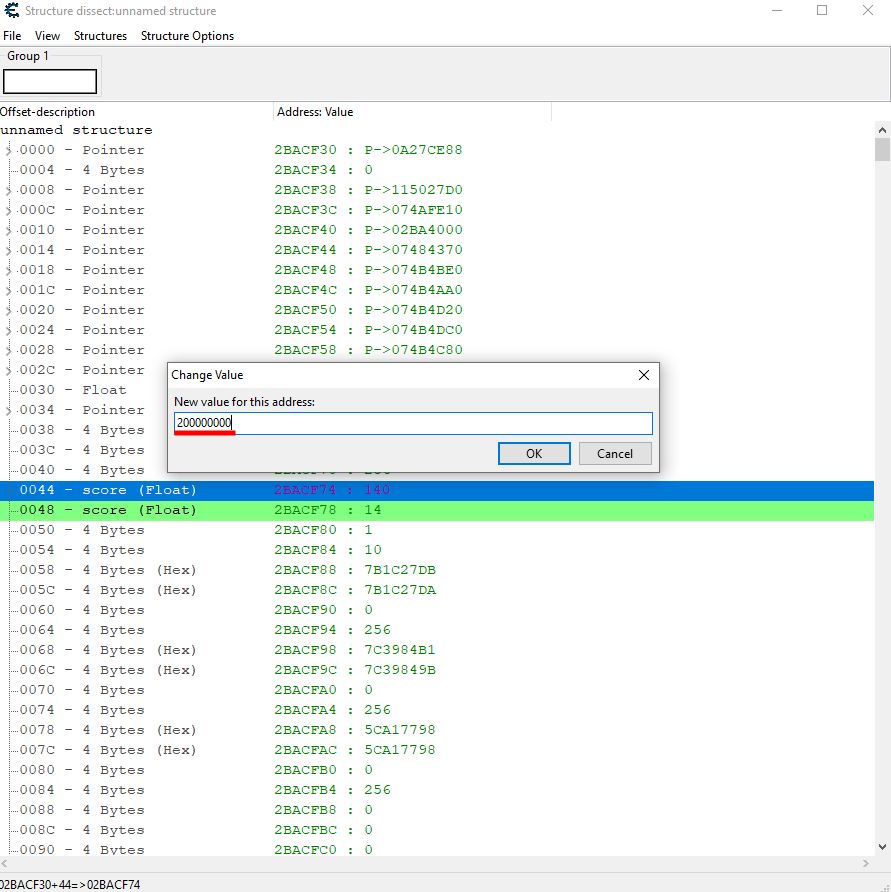 Structure dissect:unnamed structure
File View Structures Structure Options
Group 1
Offset-description Address: Value
unnamed structure
0000 - Pointer 2BACF30 : P->0A27CE88
0004 - 4 Bytes 2BACF34 : 0
0008 - Pointer 2BACF38 : P->115027D0
000C - Pointer 2BACF3C : P->074AFE10
0010 - Pointer 2BACF40 : P->02BA4000
0014 - Pointer 2BACF44 : P->07484370
0018 - Pointer 2BACF48 : P->074B4BE0
001C - Pointer 2BACF4C : P->074B4AA0
0020 - Pointer 2BACF50 : P->074B4D20
0024 - Pointer 2BACF54 : P->074B4DC0
0028 - Pointer 2BACF58 : P->074B4C80
002C - Pointer
Change Value
0030 - Float
New value for this address:
0034 - Pointer
200000000
0038 - 4 Bytes
003C - 4 Bytes
OK Cancel
0040 - 4 Bytes
0044 - score (Float) 2BACF74 : 140
0048 - score (Float) 2BACF78 : 14
0050 - 4 Bytes 2BACF80 : 1
0054 - 4 Bytes 2BACF84 : 10
0058 - 4 Bytes (Hex) 2BACF88 : 7B1C27DB
005C - 4 Bytes (Hex) 2BACF8C : 7B1C27DA
0060 - 4 Bytes 2BACF90 : 0
0064 - 4 Bytes 2BACF94 : 256
0068 - 4 Bytes (Hex) 2BACF98 : 7C3984B1
006C - 4 Bytes (Hex) 2BACF9C : 7C39849B
0070 - 4 Bytes 2BACFA0 : 0
0074 - 4 Bytes 2BACFA4 : 256
0078 - 4 Bytes (Hex) 2BACFA8 : 5CA17798
007C - 4 Bytes (Hex) 2BACFAC : 5CA17798
0080 - 4 Bytes 2BACFB0 : 0
0084 - 4 Bytes 2BACFB4 : 256
0088 - 4 Bytes 2BACFB8 : 0
008C - 4 Bytes 2BACFBC : 0
0090 - 4 Bytes 2BACFC0 : 0
02BACF30+44=>02BACF74